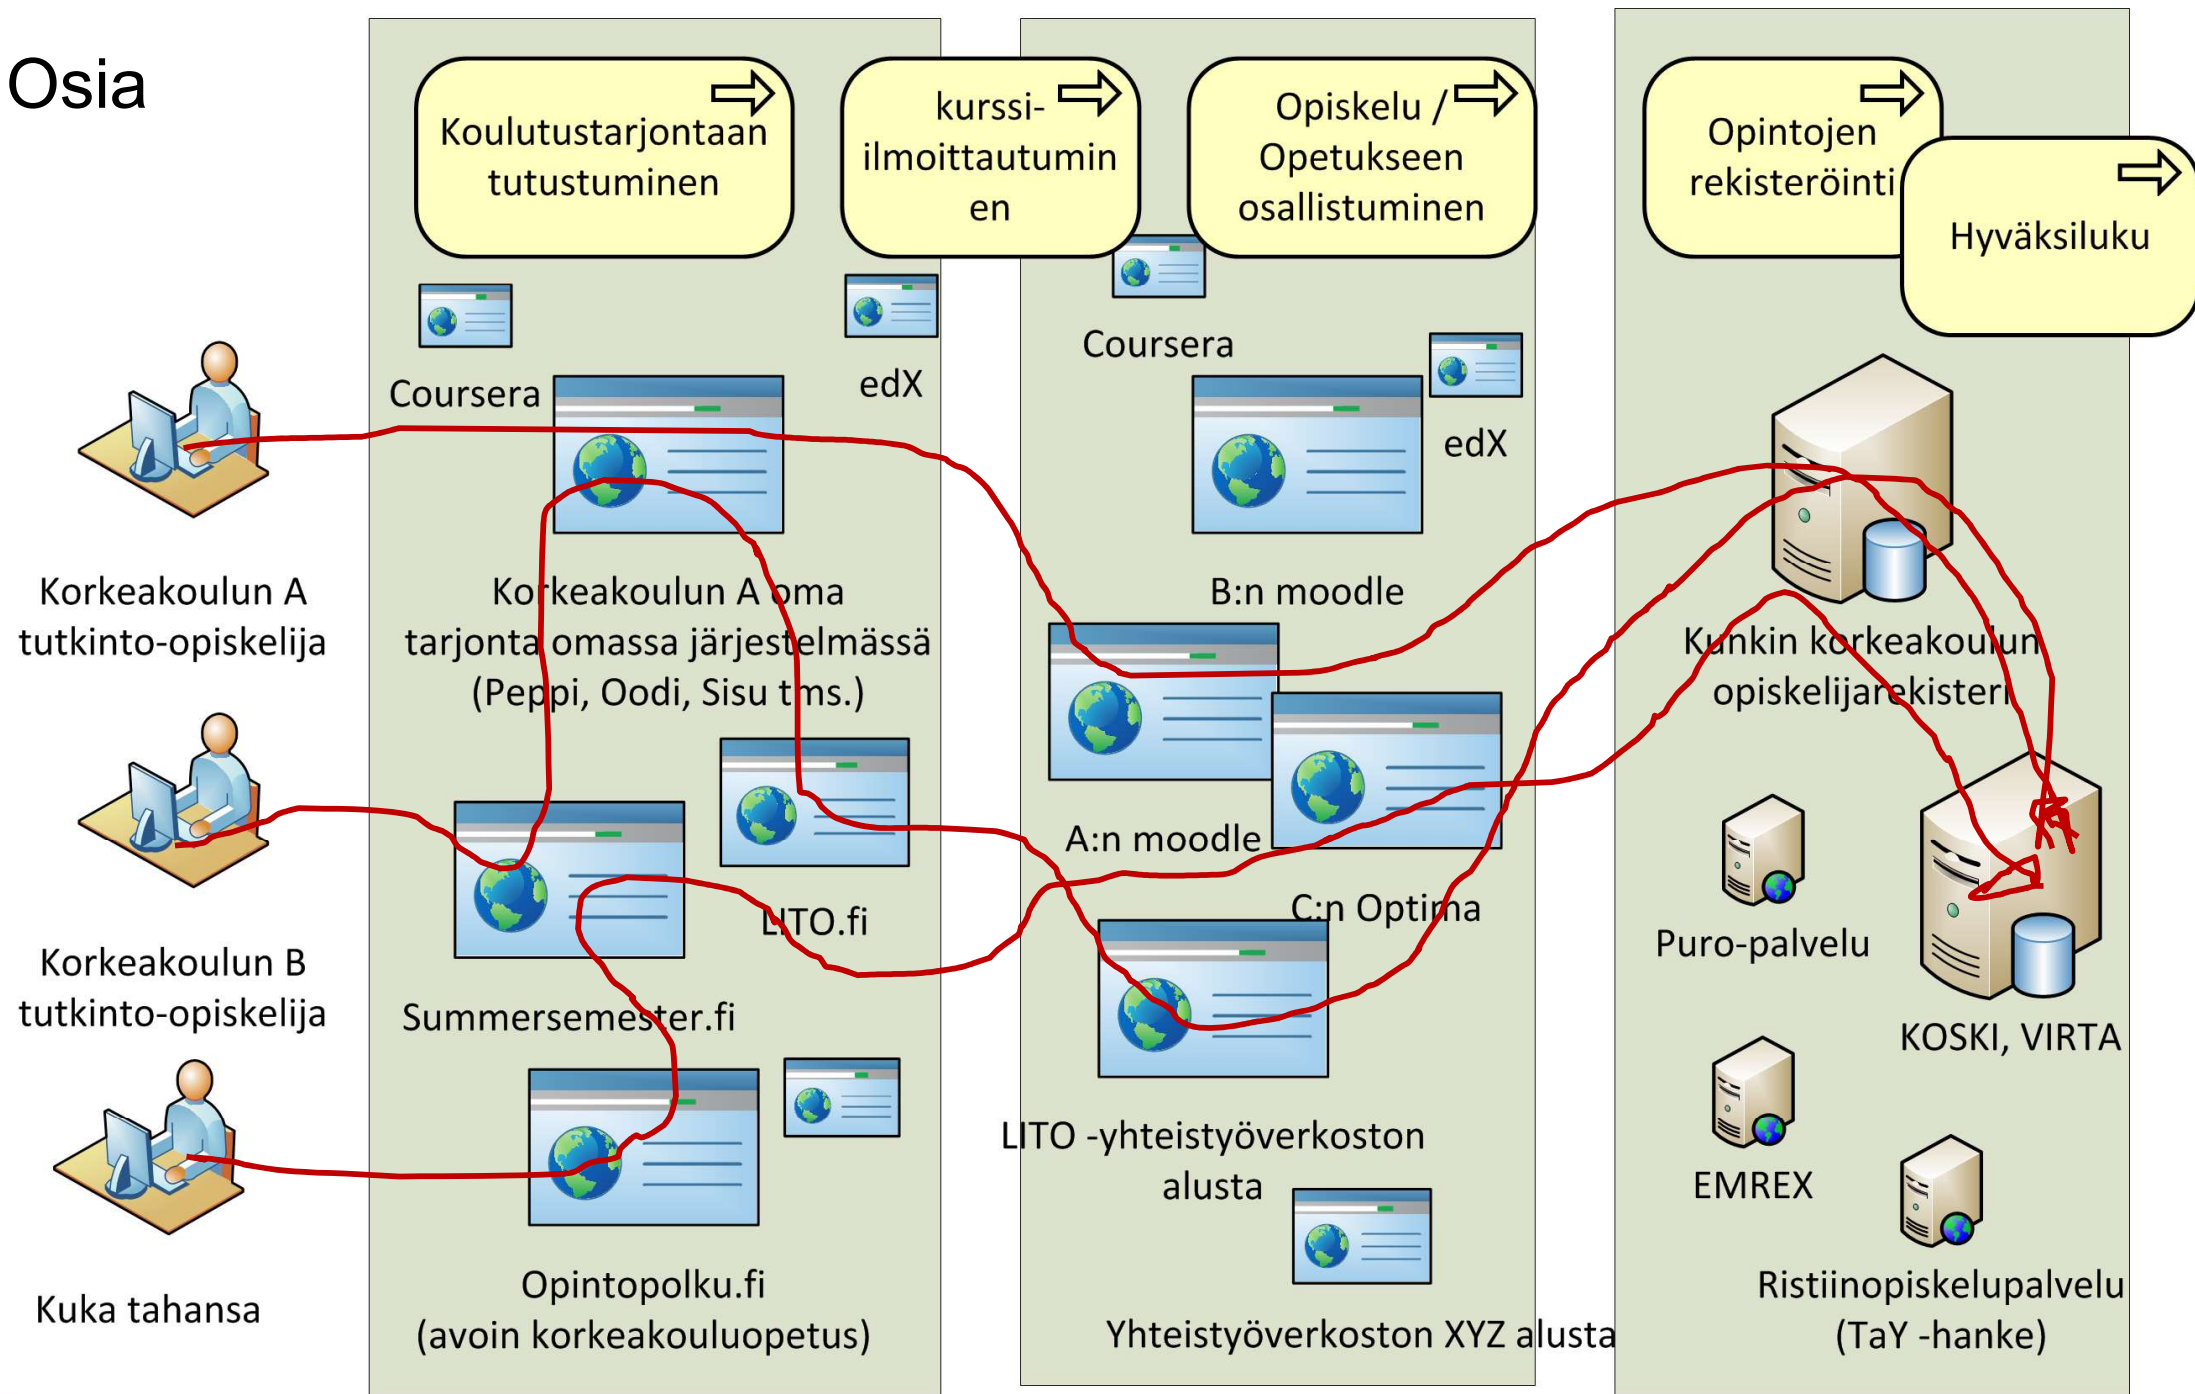 Osia
Koulutustarjontaan
tutustuminen
kurssi-
ilmoittautumin
en
Opiskelu /
Opetukseen
osallistuminen
Opintojen
rekisteröinti
Hyväksiluku
Korkeakoulun A
tutkinto-opiskelija
Korkeakoulun B
tutkinto-opiskelija
Kuka tahansa
Coursera
edX
Korkeakoulun A oma
tarjonta omassa järjestelmässä
(Peppi, Oodi, Sisu tms.)
LITO.fi
Summersemester.fi
Opintopolku.fi
(avoin korkeakouluopetus)
Coursera
edX
B:n moodle
A:n moodle
C:n Optima
LITO -yhteistyöverkoston
alusta
Yhteistyöverkoston XYZ alusta
Kunkin korkeakoulun
opiskelijarekisteri
Puro-palvelu
KOSKI, VIRTA
EMREX
Ristiinopiskelupalvelu
(TaY -hanke)